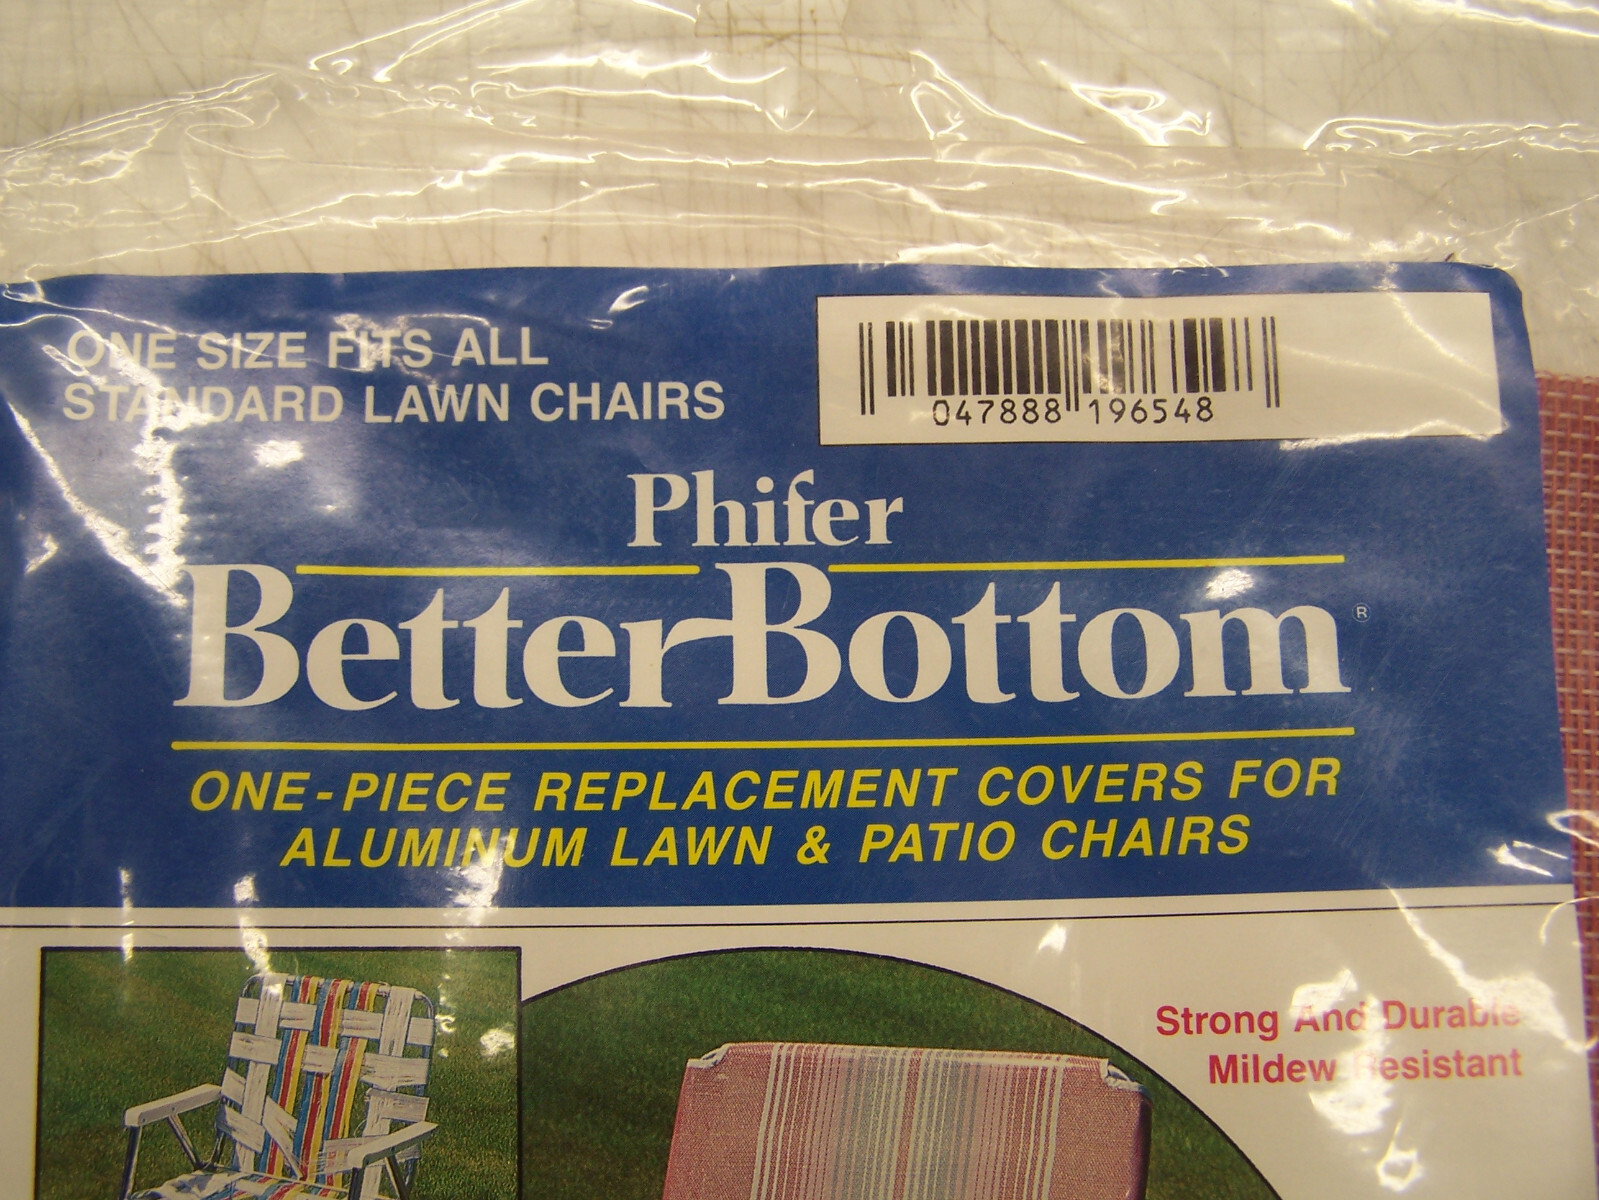 ONE SIZE FITS ALL
STANDARD LAWN CHAIRS
047888 196548
Phifer
BetterBottom®
ONE-PIECE REPLACEMENT COVERS FOR
ALUMINUM LAWN & PATIO CHAIRS
Strong And Durable
Mildew Resistant